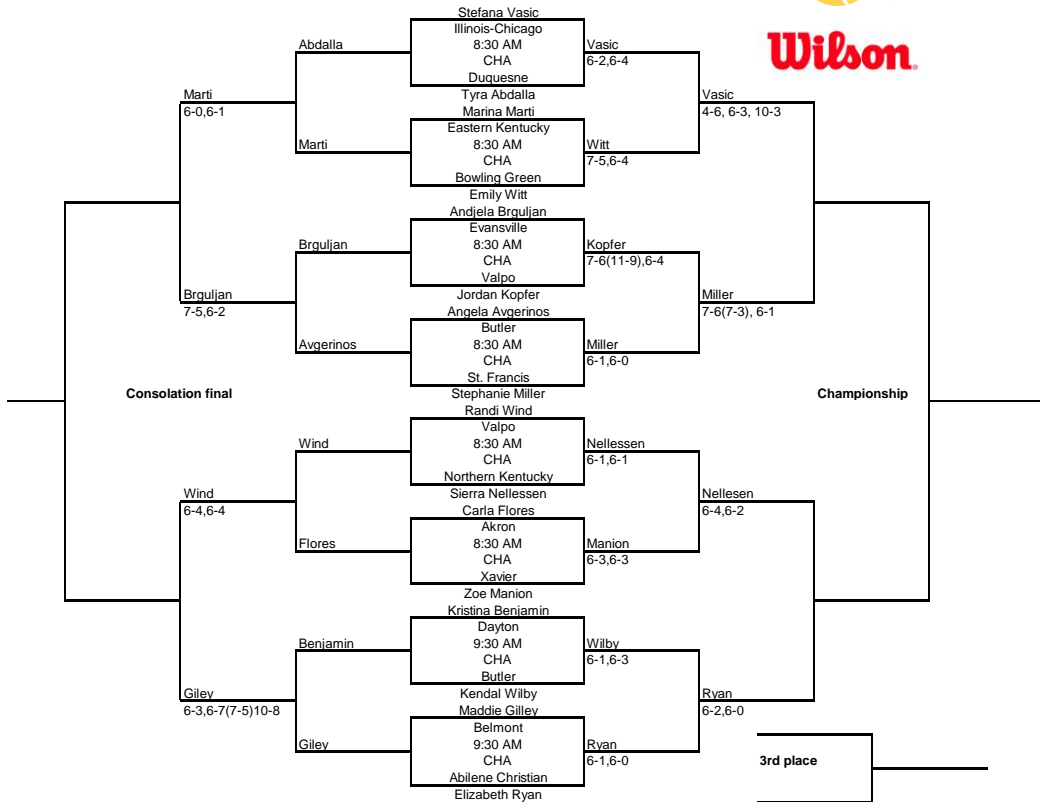 Stefana Vasic
Illinois-Chicago
Abdalla
8:30 AM
Vasic
CHA
6-2,6-4
Wilson
Duquesne
Marti
Tyra Abdalla
Vasic
6-0,6-1
Marina Marti
4-6, 6-3, 10-3
Eastern Kentucky
Marti
8:30 AM
Witt
CHA
7-5,6-4
Bowling Green
Emily Witt
Andjela Brguljan
Evansville
Brguljan
8:30 AM
Kopfer
CHA
7-6(11-9),6-4
Valpo
Brguljan
Jordan Kopfer
Miller
7-5,6-2
Angela Avgerinos
7-6(7-3), 6-1
Butler
Avgerinos
8:30 AM
Miller
CHA
6-1,6-0
St. Francis
Consolation final
Stephanie Miller
Championship
Randi Wind
Valpo
Wind
8:30 AM
Nellessen
CHA
6-1,6-1
Northern Kentucky
Wind
Sierra Nellessen
Nellesen
6-4,6-4
Carla Flores
6-4,6-2
Akron
Flores
8:30 AM
Manion
CHA
6-3,6-3
Xavier
Zoe Manion
Kristina Benjamin
Dayton
Benjamin
9:30 AM
Wilby
CHA
6-1,6-3
Butler
Giley
Kendal Wilby
Ryan
6-3,6-7(7-5)10-8
Maddie Gilley
6-2,6-0
Belmont
Giley
9:30 AM
Ryan
CHA
6-1,6-0
3rd place
Abilene Christian
Elizabeth Ryan